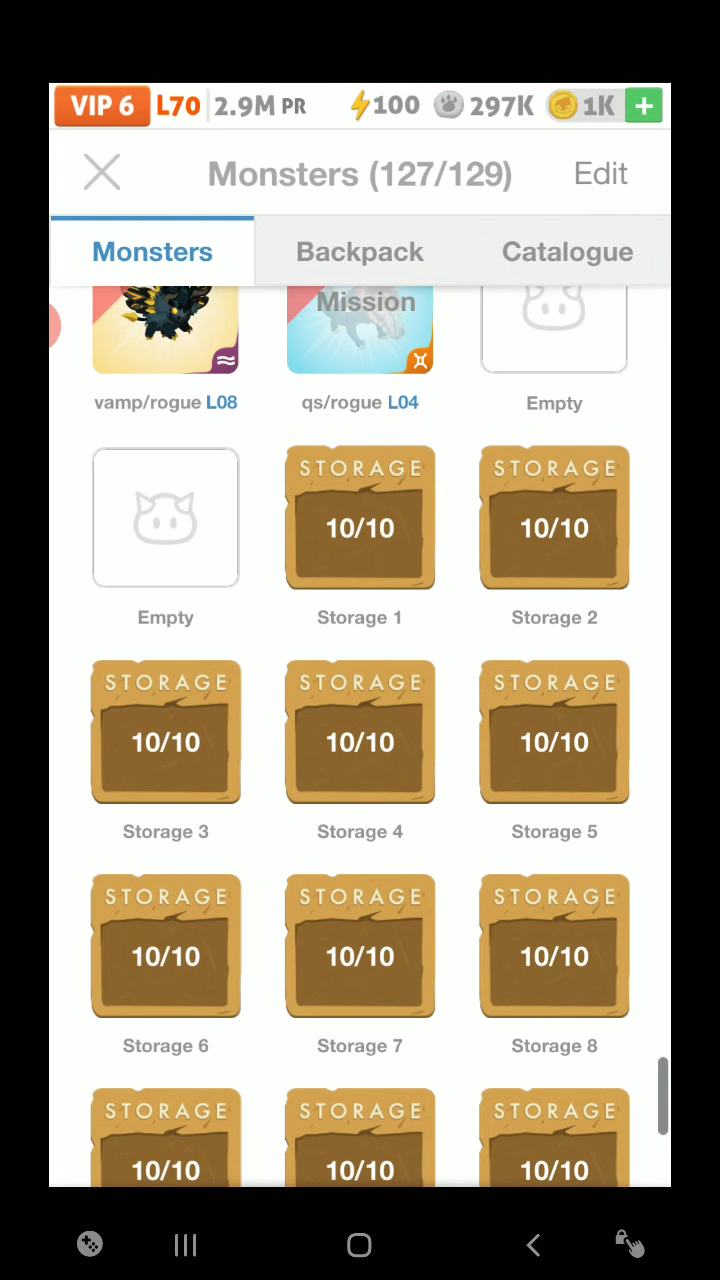 VIP 6 L70 2.9M PR 100 297K 1K +
Monsters (127/129) Edit
Monsters Backpack Catalogue
Mission
vamp/rogue L08 qs/rogue L04 Empty
STORAGE STORAGE
10/10 10/10
Empty Storage 1 Storage 2
STORAGE STORAGE STORAGE
10/10 10/10 10/10
Storage 3 Storage 4 Storage 5
STORAGE STORAGE STORAGE
10/10 10/10 10/10
Storage 6 Storage 7 Storage 8
STORAGE STORAGE STORAGE
10/10 10/10 10/10